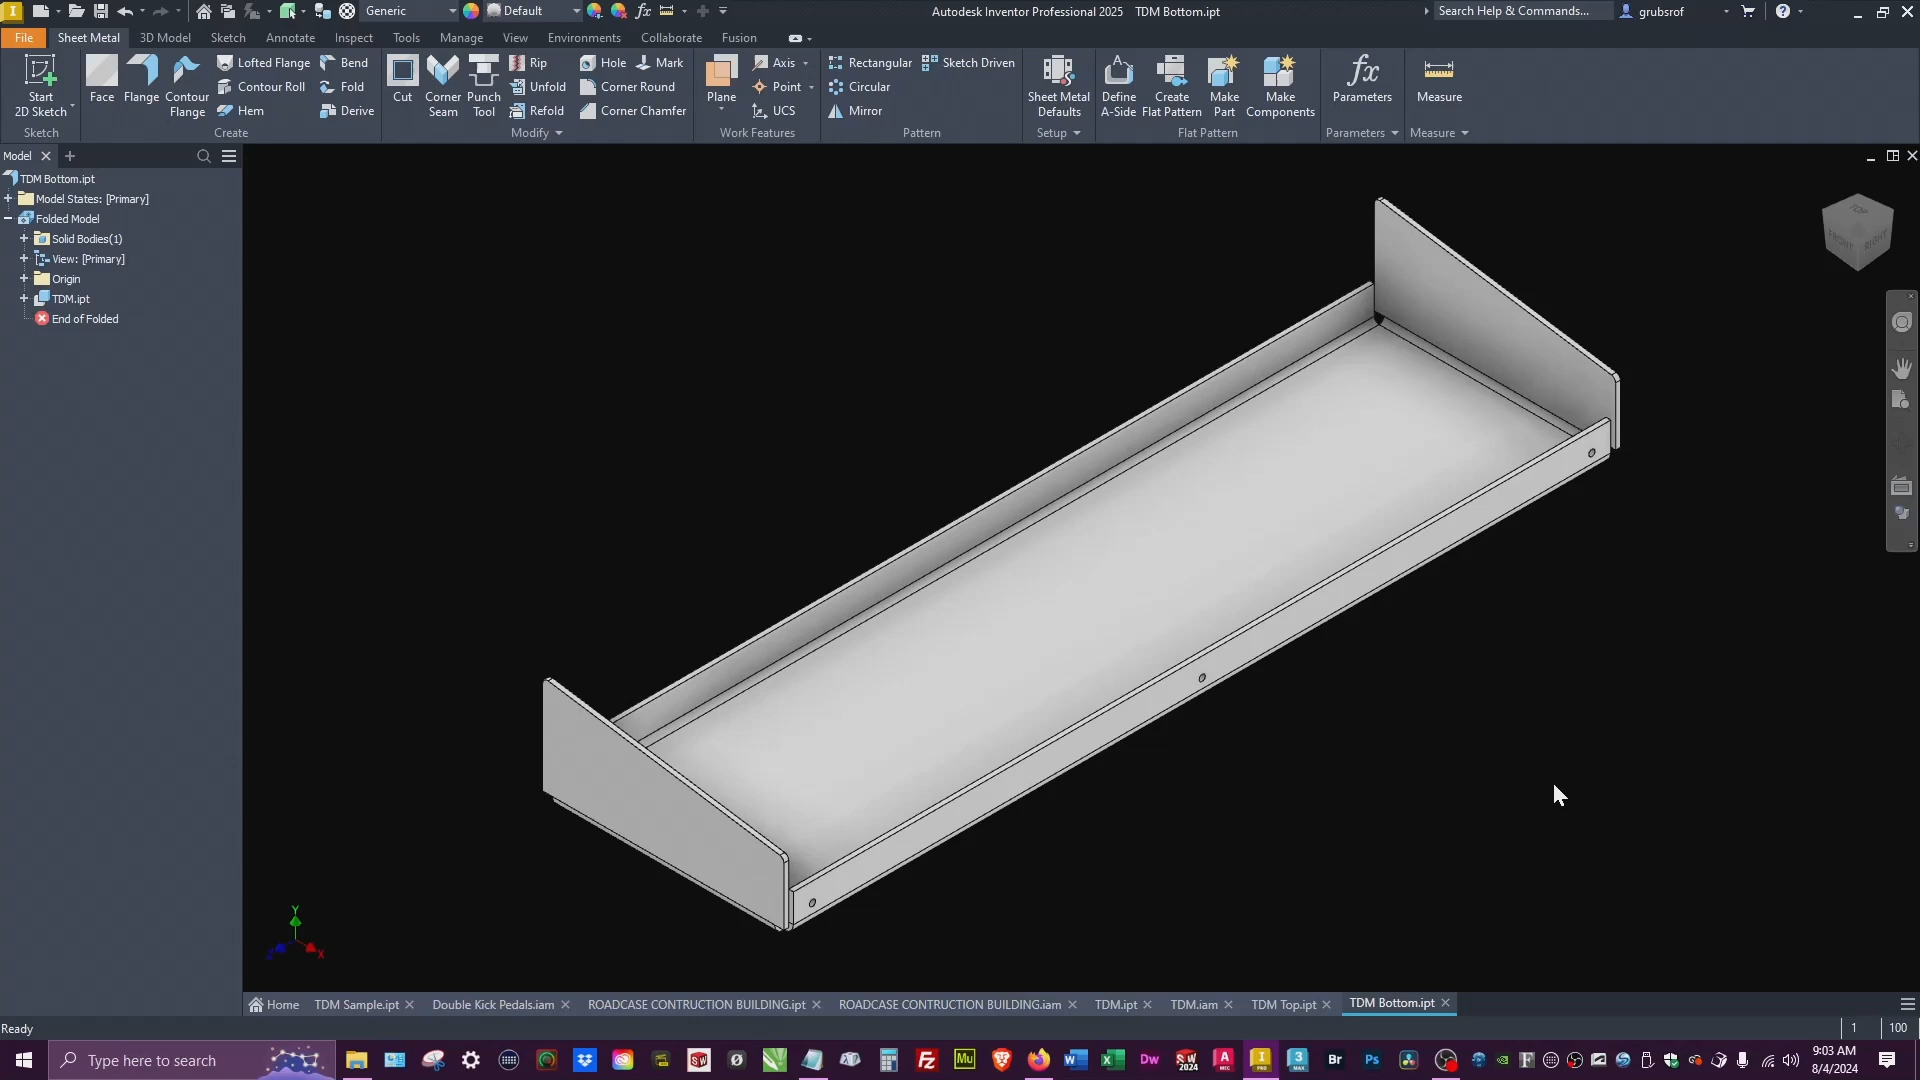 Generic
Default
fx
Autodesk Inventor Professional 2025 TDM Bottom.ipt
Search Help & Commands...
grubsrof
File
Sheet Metal
3D Model
Sketch
Annotate
Inspect
Tools
Manage
View
Environments
Collaborate
Fusion
Start
2D Sketch
Sketch
Face
Flange
Contour
Flange
Lofted Flange
Contour Roll
Hem
Bend
Fold
Derive
Create
Cut
Corner
Seam
Punch
Tool
Rip
Unfold
Refold
Hole
Mark
Corner Round
Corner Chamfer
Modify
Plane
Axis
Point
UCS
Work Features
Rectangular
Circular
Mirror
Sketch Driven
Pattern
Sheet Metal
Defaults
Setup
Define
A-Side
Create
Flat Pattern
Make
Part
Make
Components
Flat Pattern
fx
Parameters
Parameters
Measure
Measure
Model
TDM Bottom.ipt
Model States: [Primary]
Folded Model
Solid Bodies(1)
View: [Primary]
Origin
TDM.ipt
End of Folded
TOP
FRONT
RIGHT
Y
X
Z
Home
TDM Sample.ipt
Double Kick Pedals.iam
ROADCASE CONTRUCTION BUILDING.ipt
ROADCASE CONTRUCTION BUILDING.iam
TDM.ipt
TDM.iam
TDM Top.ipt
TDM Bottom.ipt
Ready
1
100
Type here to search
9:03 AM
8/4/2024